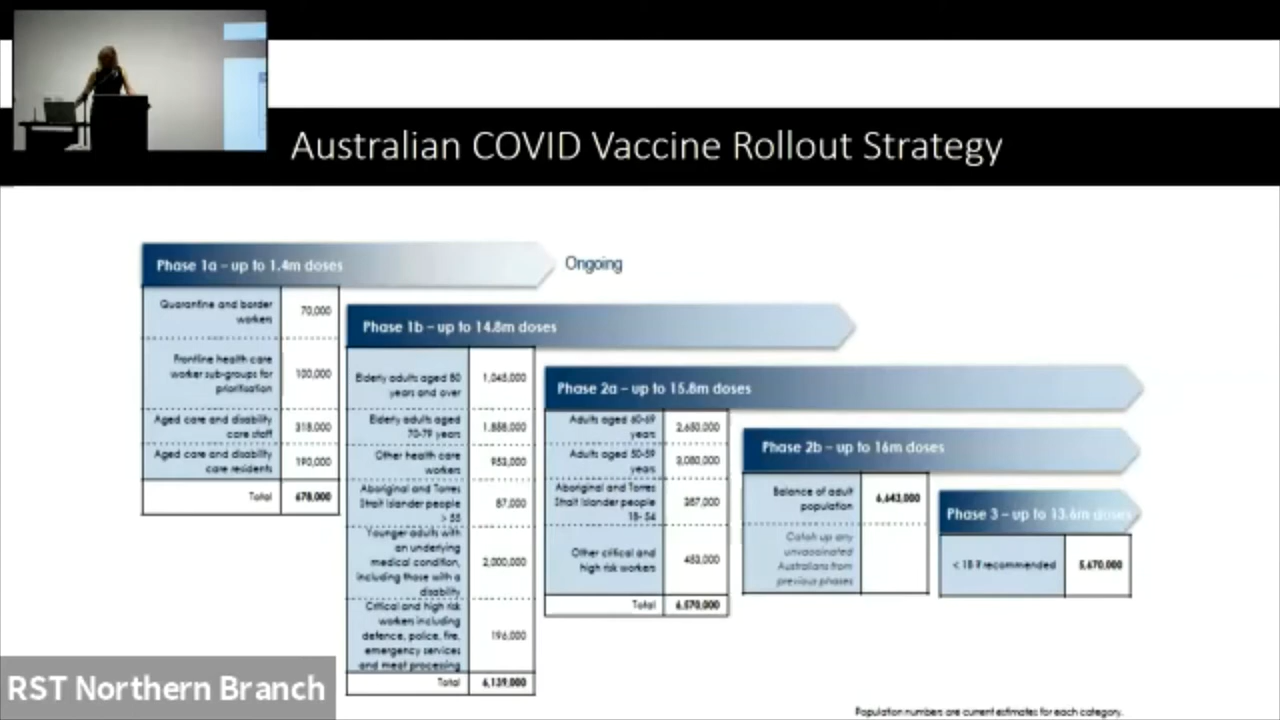 Australian COVID Vaccine Rollout Strategy
Phase 1a – up to 1.4m doses
Ongoing
Quarantine and border
workers
70,000
Frontline health care
worker sub-groups for
prioritisation
100,000
Aged care and disability
care staff
318,000
Aged care and disability
care residents
190,000
Total
678,000
Phase 1b – up to 14.8m doses
Elderly adults aged 80
years and over
1,045,000
Elderly adults aged
70-79 years
1,858,000
Other health care
workers
953,000
Aboriginal and Torres
Strait Islander people
> 55
87,000
Younger adults with
an underlying
medical condition,
including those with a
disability
2,000,000
Critical and high risk
workers including
defence, police, fire,
emergency services
and meat processing
196,000
Total
6,139,000
Phase 2a – up to 15.8m doses
Adults aged 60-69
years
2,650,000
Adults aged 50-59
years
3,080,000
Aboriginal and Torres
Strait Islander people
18- 54
387,000
Other critical and
high risk workers
453,000
Total
6,570,000
Phase 2b – up to 16m doses
Balance of adult
population
6,643,000
Catch up any
unvaccinated
Australians from
previous phases
Phase 3 – up to 13.6m doses
< 18 if recommended
5,670,000
RST Northern Branch
Population numbers are current estimates for each category.